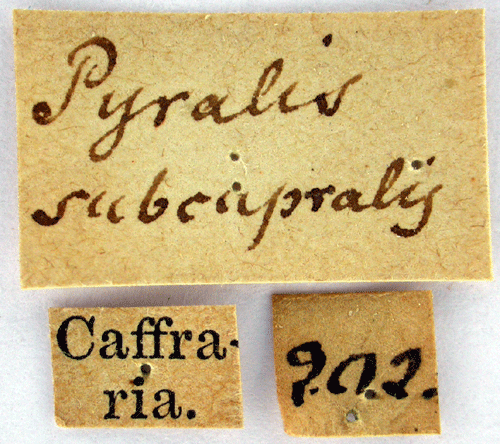 Pyralis
subcupralis
Caffra-
ria.